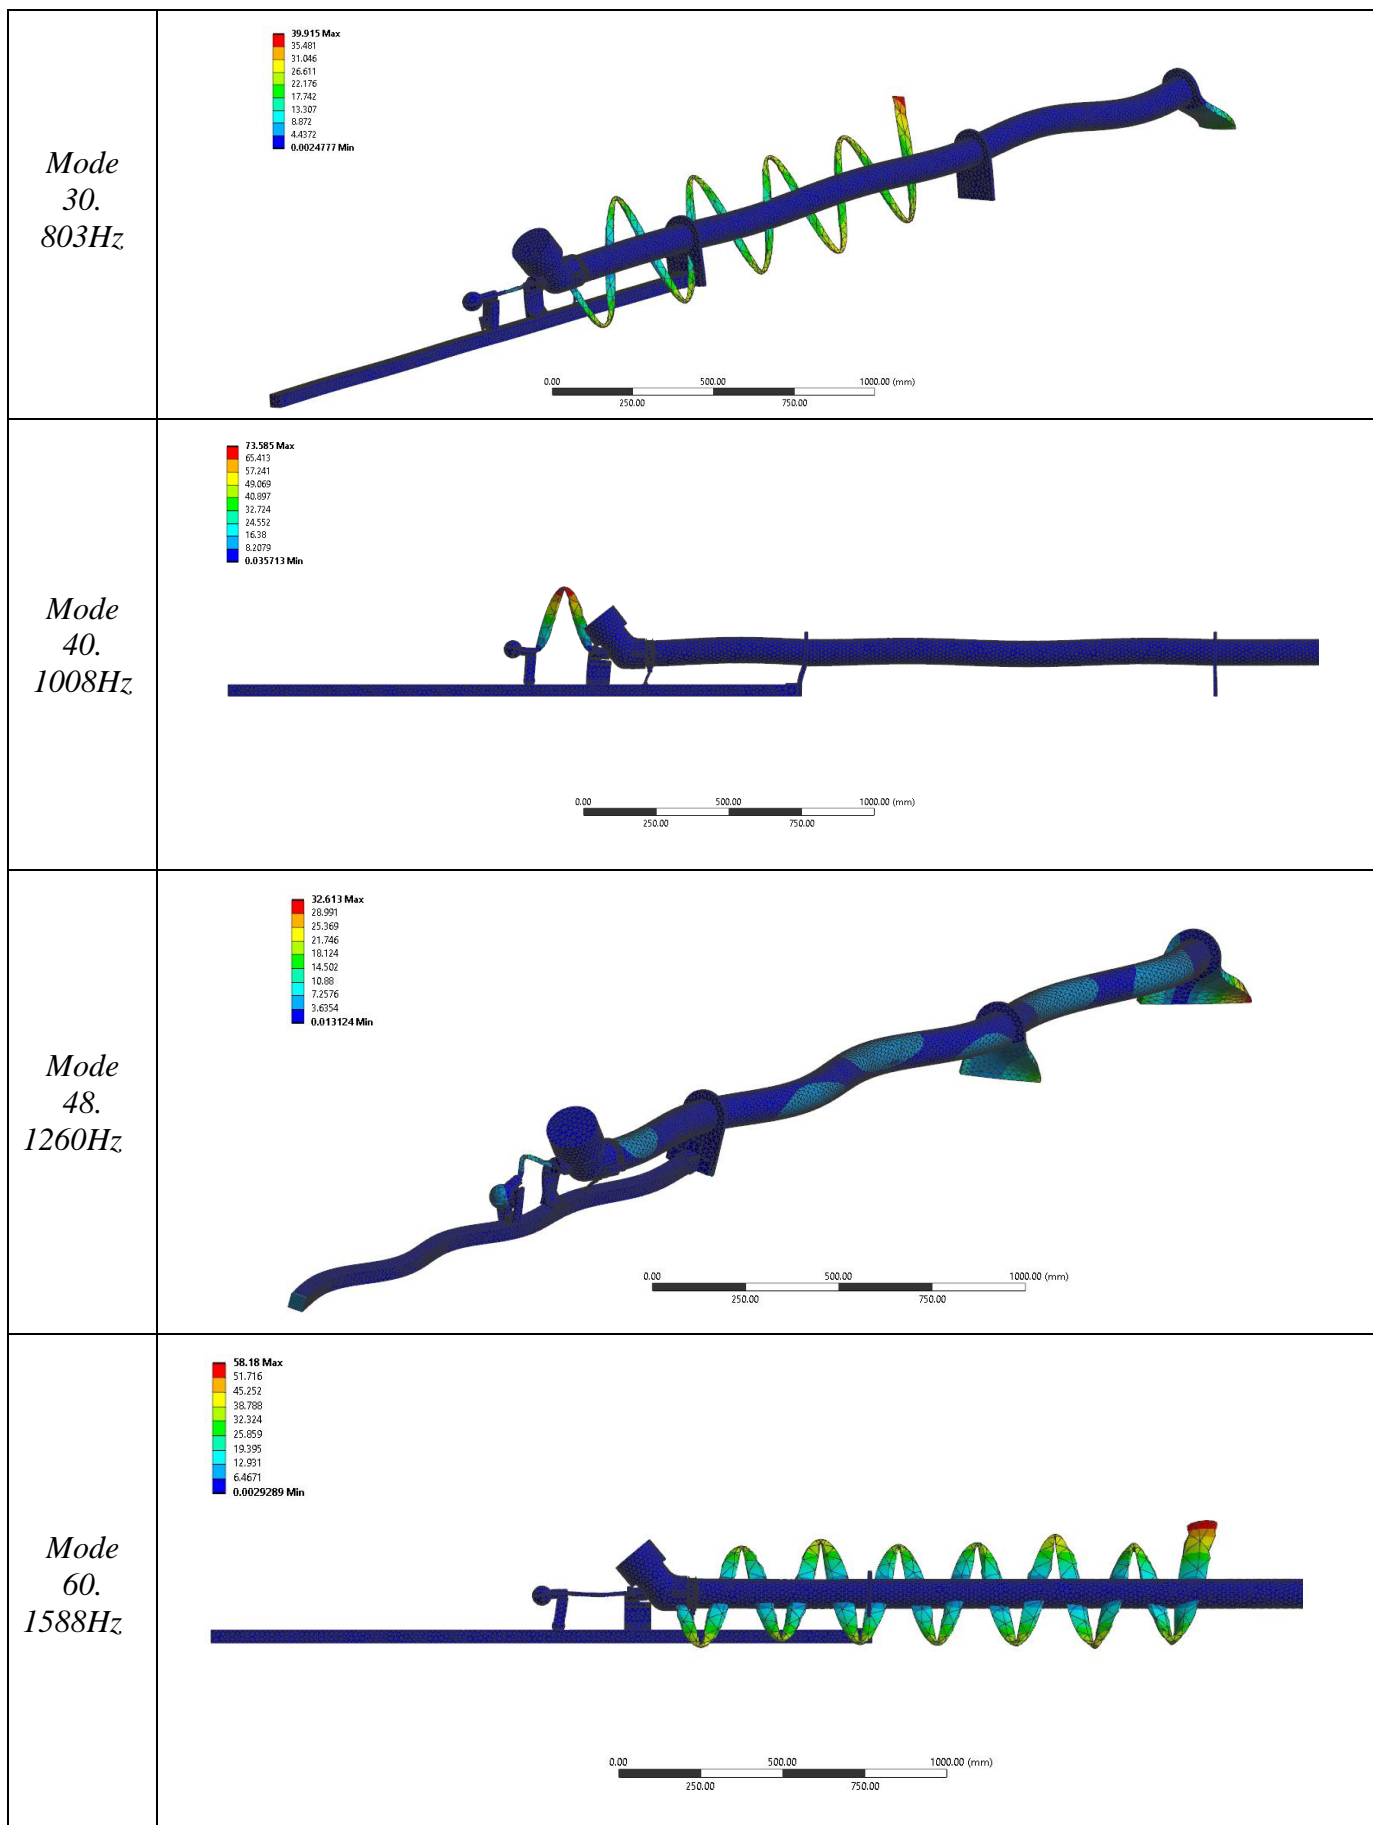 39.915 Max
35.481
31.046
26.611
22.176
17.742
13.307
8.872
4.4372
0.0024777 Min
Mode
30.
803Hz
0.00 500.00 1000.00 (mm)
250.00 750.00
73.585 Max
65.413
57.241
49.069
40.897
32.724
24.552
16.38
8.2079
0.035713 Min
Mode
40.
1008Hz
0.00 500.00 1000.00 (mm)
250.00 750.00
32.613 Max
28.991
25.369
21.746
18.124
14.502
10.88
7.2576
3.6354
0.013124 Min
Mode
48.
1260Hz
0.00 500.00 1000.00 (mm)
250.00 750.00
58.18 Max
51.716
45.252
38.788
32.324
25.859
19.395
12.931
6.4671
0.0029289 Min
Mode
60.
1588Hz
0.00 500.00 1000.00 (mm)
250.00 750.00